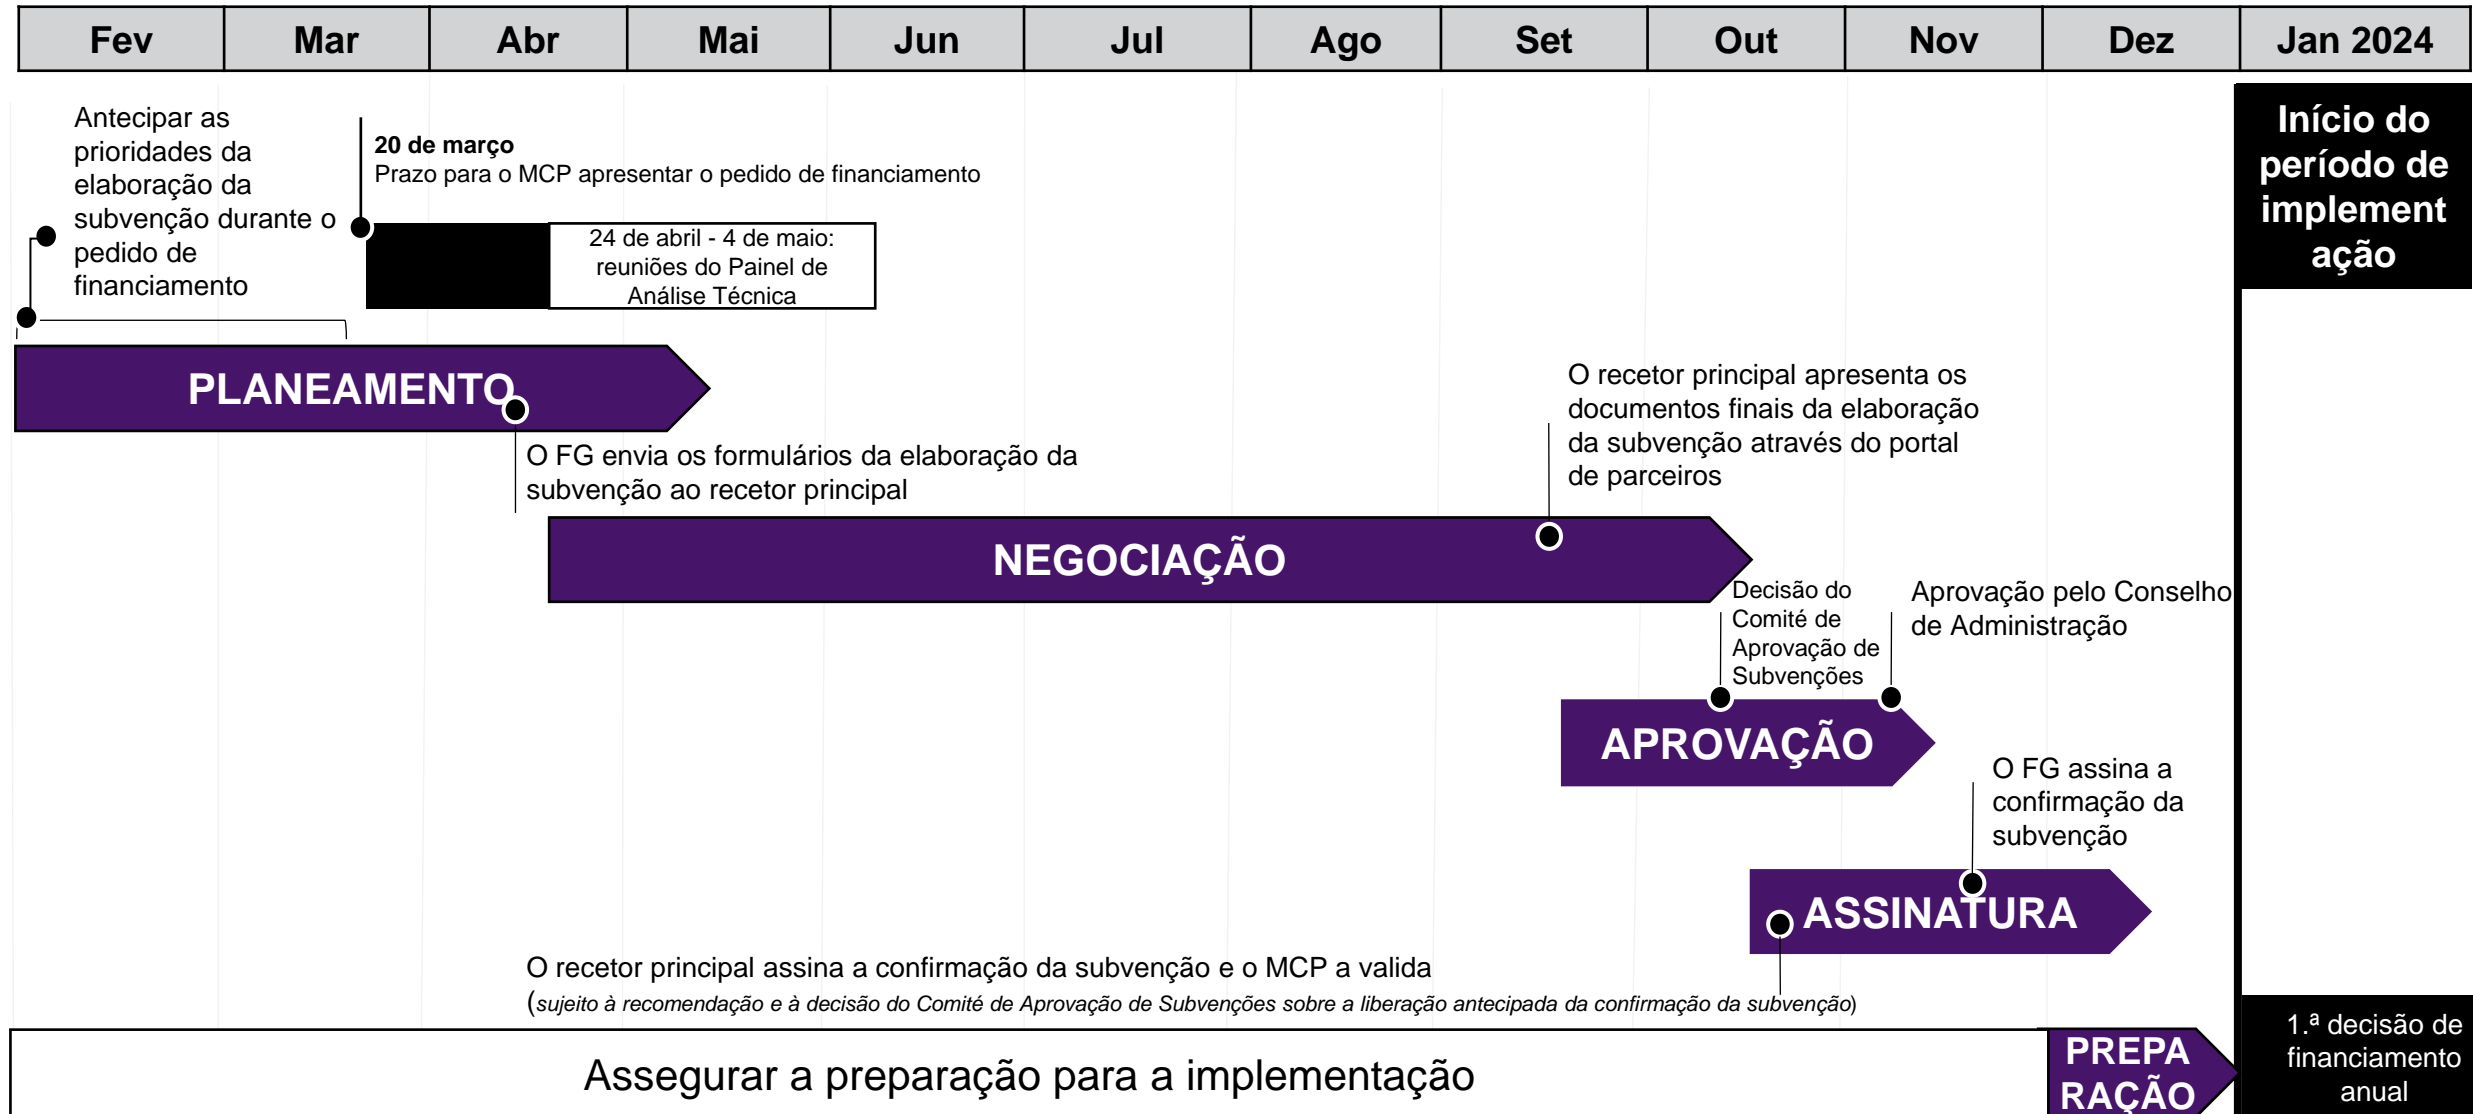 Fev Mar Abr Mai Jun Jul Ago Set Out Nov Dez Jan 2024
Antecipar as
prioridades da
elaboração da
subvenção durante o
pedido de
financiamento
20 de março
Prazo para o MCP apresentar o pedido de financiamento
24 de abril - 4 de maio:
reuniões do Painel de
Análise Técnica
Início do
período de
implement
ação
PLANEAMENTO
O FG envia os formulários da elaboração da
subvenção ao recetor principal
O recetor principal apresenta os
documentos finais da elaboração
da subvenção através do portal
de parceiros
NEGOCIAÇÃO
Decisão do
Comité de
Aprovação de
Subvenções
Aprovação pelo Conselho
de Administração
APROVAÇÃO
O FG assina a
confirmação da
subvenção
ASSINATURA
O recetor principal assina a confirmação da subvenção e o MCP a valida
(sujeito à recomendação e à decisão do Comité de Aprovação de Subvenções sobre a liberação antecipada da confirmação da subvenção)
Assegurar a preparação para a implementação
PREPA
RAÇÃO
1.ª decisão de
financiamento
anual